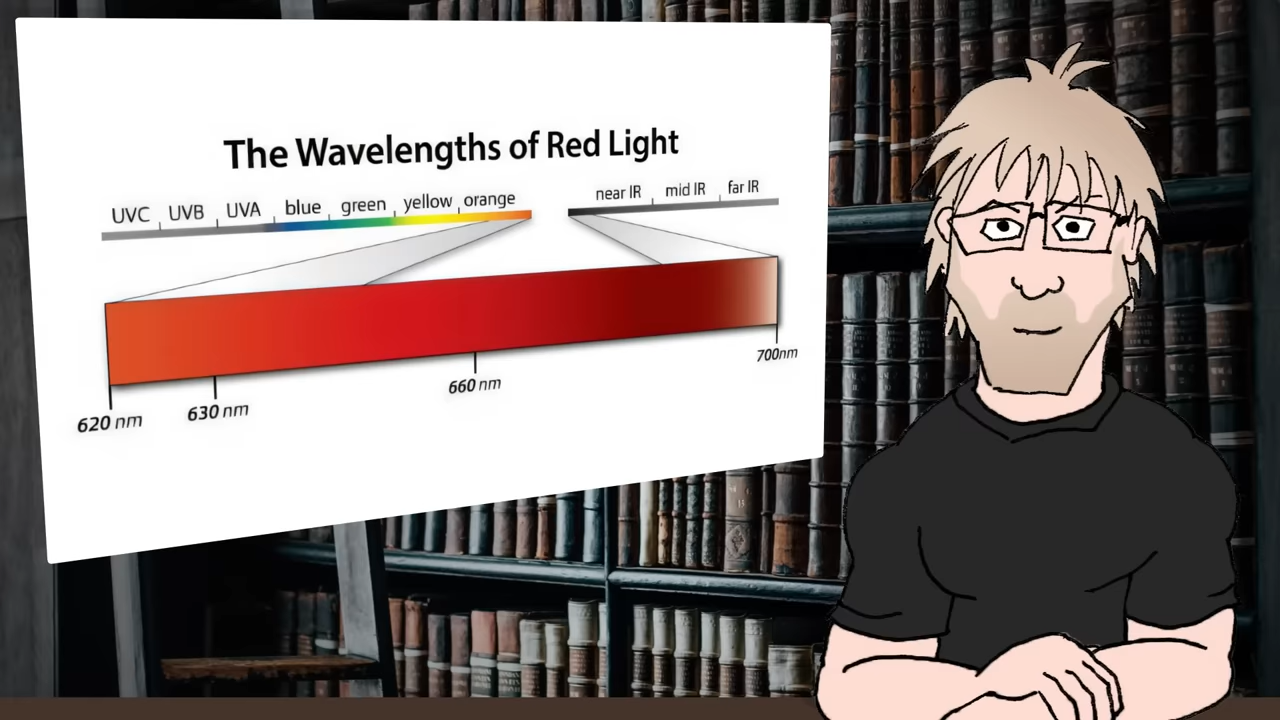 The Wavelengths of Red Light
UVC UVB UVA blue green yellow orange near IR mid IR far IR
620 nm 630 nm 660 nm 700nm